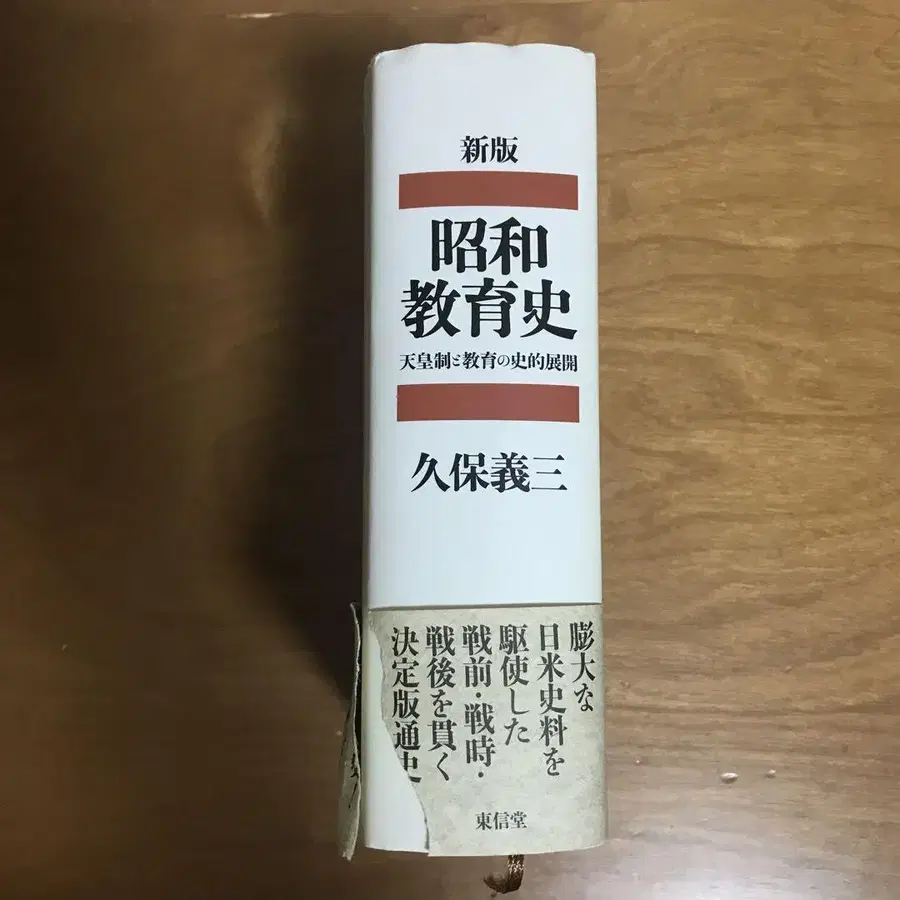 新版
昭和
教育史
天皇制と教育の史的展開
久保義三
膨大な
日米史料を
駆使した
戦前・戦時・
戦後を貫く
決定版通史
東信堂